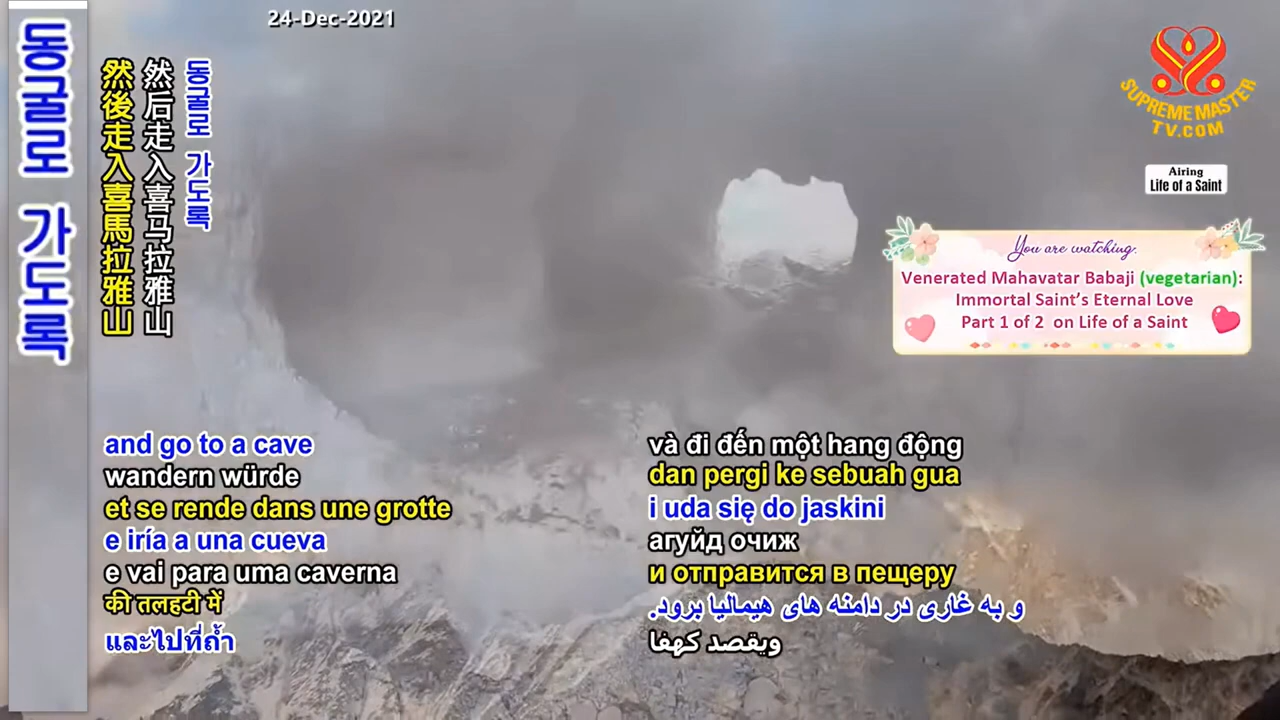 24-Dec-2021
동굴로 가도록
然後走入喜馬拉雅山
然后走入喜马拉雅山
동굴로 가도록
SUPREME MASTER
TV.COM
Airing
Life of a Saint
You are watching:
Venerated Mahavatar Babaji (vegetarian):
Immortal Saint's Eternal Love
Part 1 of 2 on Life of a Saint
and go to a cave
wandern würde
et se rende dans une grotte
e iría a una cueva
e vai para uma caverna
की तलहटी में
และไปที่ถ้ำ
và đi đến một hang động
dan pergi ke sebuah gua
i uda się do jaskini
агуйд очиж
и отправится в пещеру
و به غاری در دامنه های هیمالیا برود.
ويقصد كهفا